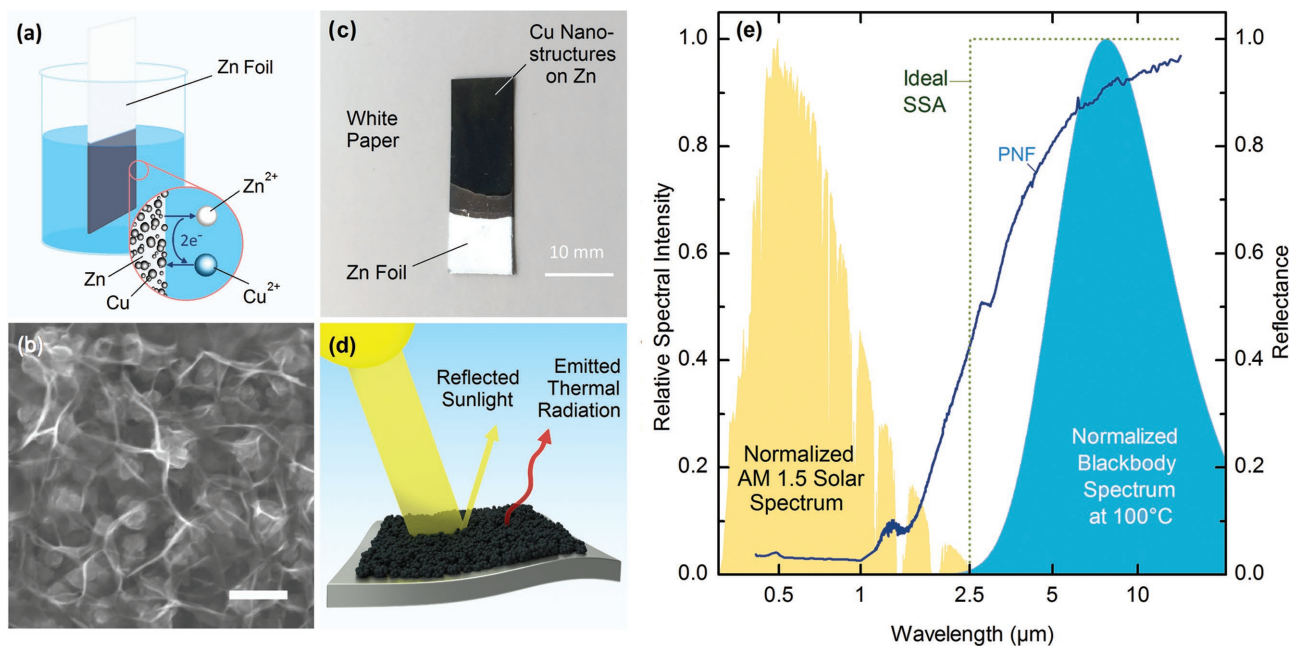 (a)
Zn Foil
Zn2+
2e−
Zn
Cu
Cu2+
(b)
(c)
Cu Nano-
structures
on Zn
White
Paper
Zn Foil
10 mm
(d)
Reflected
Sunlight
Emitted
Thermal
Radiation
(e)
Relative Spectral Intensity
1.0
0.8
0.6
0.4
0.2
0.0
Ideal
SSA
PNF
Normalized
AM 1.5 Solar
Spectrum
Normalized
Blackbody
Spectrum
at 100°C
1.0
0.8
0.6
0.4
0.2
0.0
Reflectance
0.5
1
2.5
5
10
Wavelength (µm)